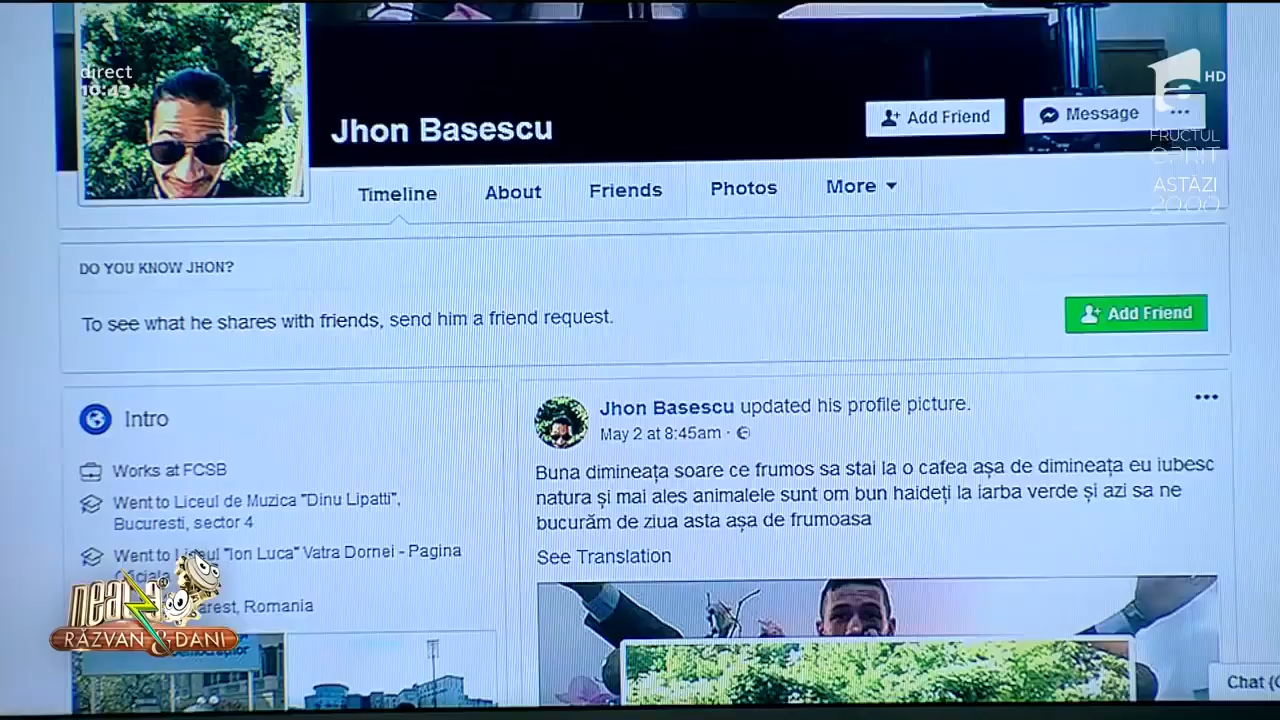 direct
10:43
HD
FRUCTUL
OPRIT
ASTĂZI
20:00
Jhon Basescu
Add Friend
Message
...
Timeline
About
Friends
Photos
More
DO YOU KNOW JHON?
To see what he shares with friends, send him a friend request.
Add Friend
Intro
Works at FCSB
Went to Liceul de Muzica "Dinu Lipatti",
Bucuresti, sector 4
Went to Liceul "Ion Luca" Vatra Dornei - Pagina
Oficiala
arest, Romania
Jhon Basescu updated his profile picture.
May 2 at 8:45am ·
...
Buna dimineața soare ce frumos sa stai la o cafea așa de dimineața eu iubesc
natura și mai ales animalele sunt om bun haideți la iarba verde și azi sa ne
bucurăm de ziua asta așa de frumoasa
See Translation
neatza
RĂZVAN & DANI
Chat